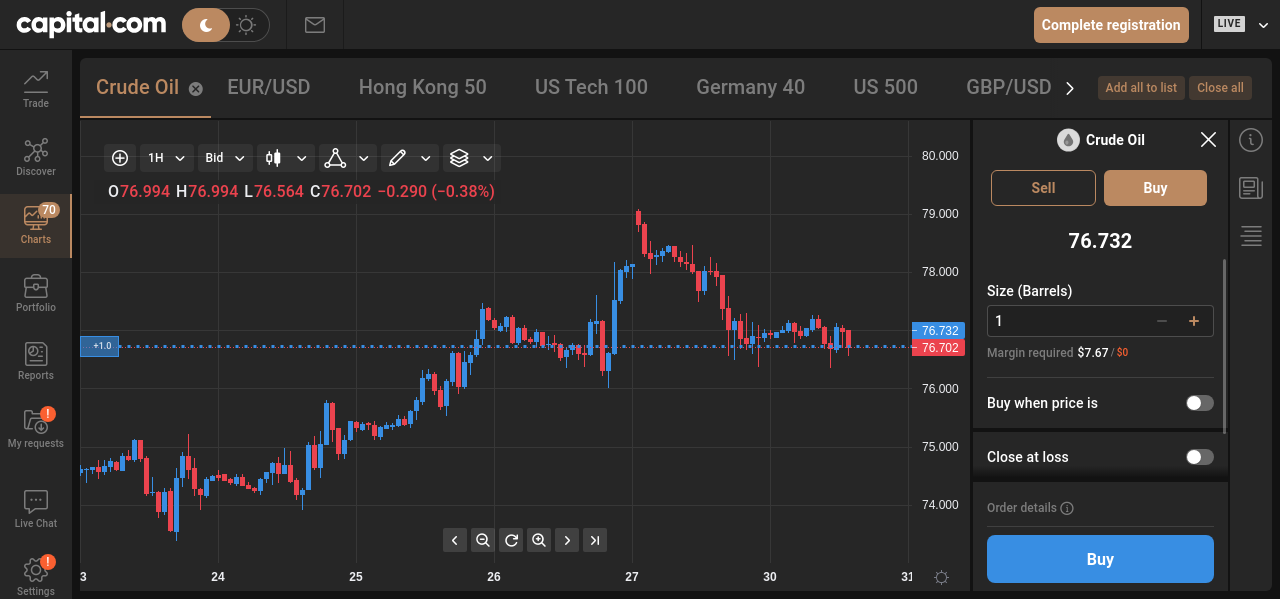 capital.com
Complete registration
LIVE
Trade
Discover
70
Charts
Portfolio
Reports
!
My requests
Live Chat
!
Settings
Crude Oil EUR/USD Hong Kong 50 US Tech 100 Germany 40 US 500 GBP/USD
Add all to list Close all
1H Bid
O76.994 H76.994 L76.564 C76.702 −0.290 (−0.38%)
80.000
79.000
78.000
76.732
76.702
76.000
75.000
74.000
+1.0
3 24 25 26 27 30 31
Crude Oil
Sell Buy
76.732
Size (Barrels)
1
Margin required $7.67 / $0
Buy when price is
Close at loss
Order details
Buy